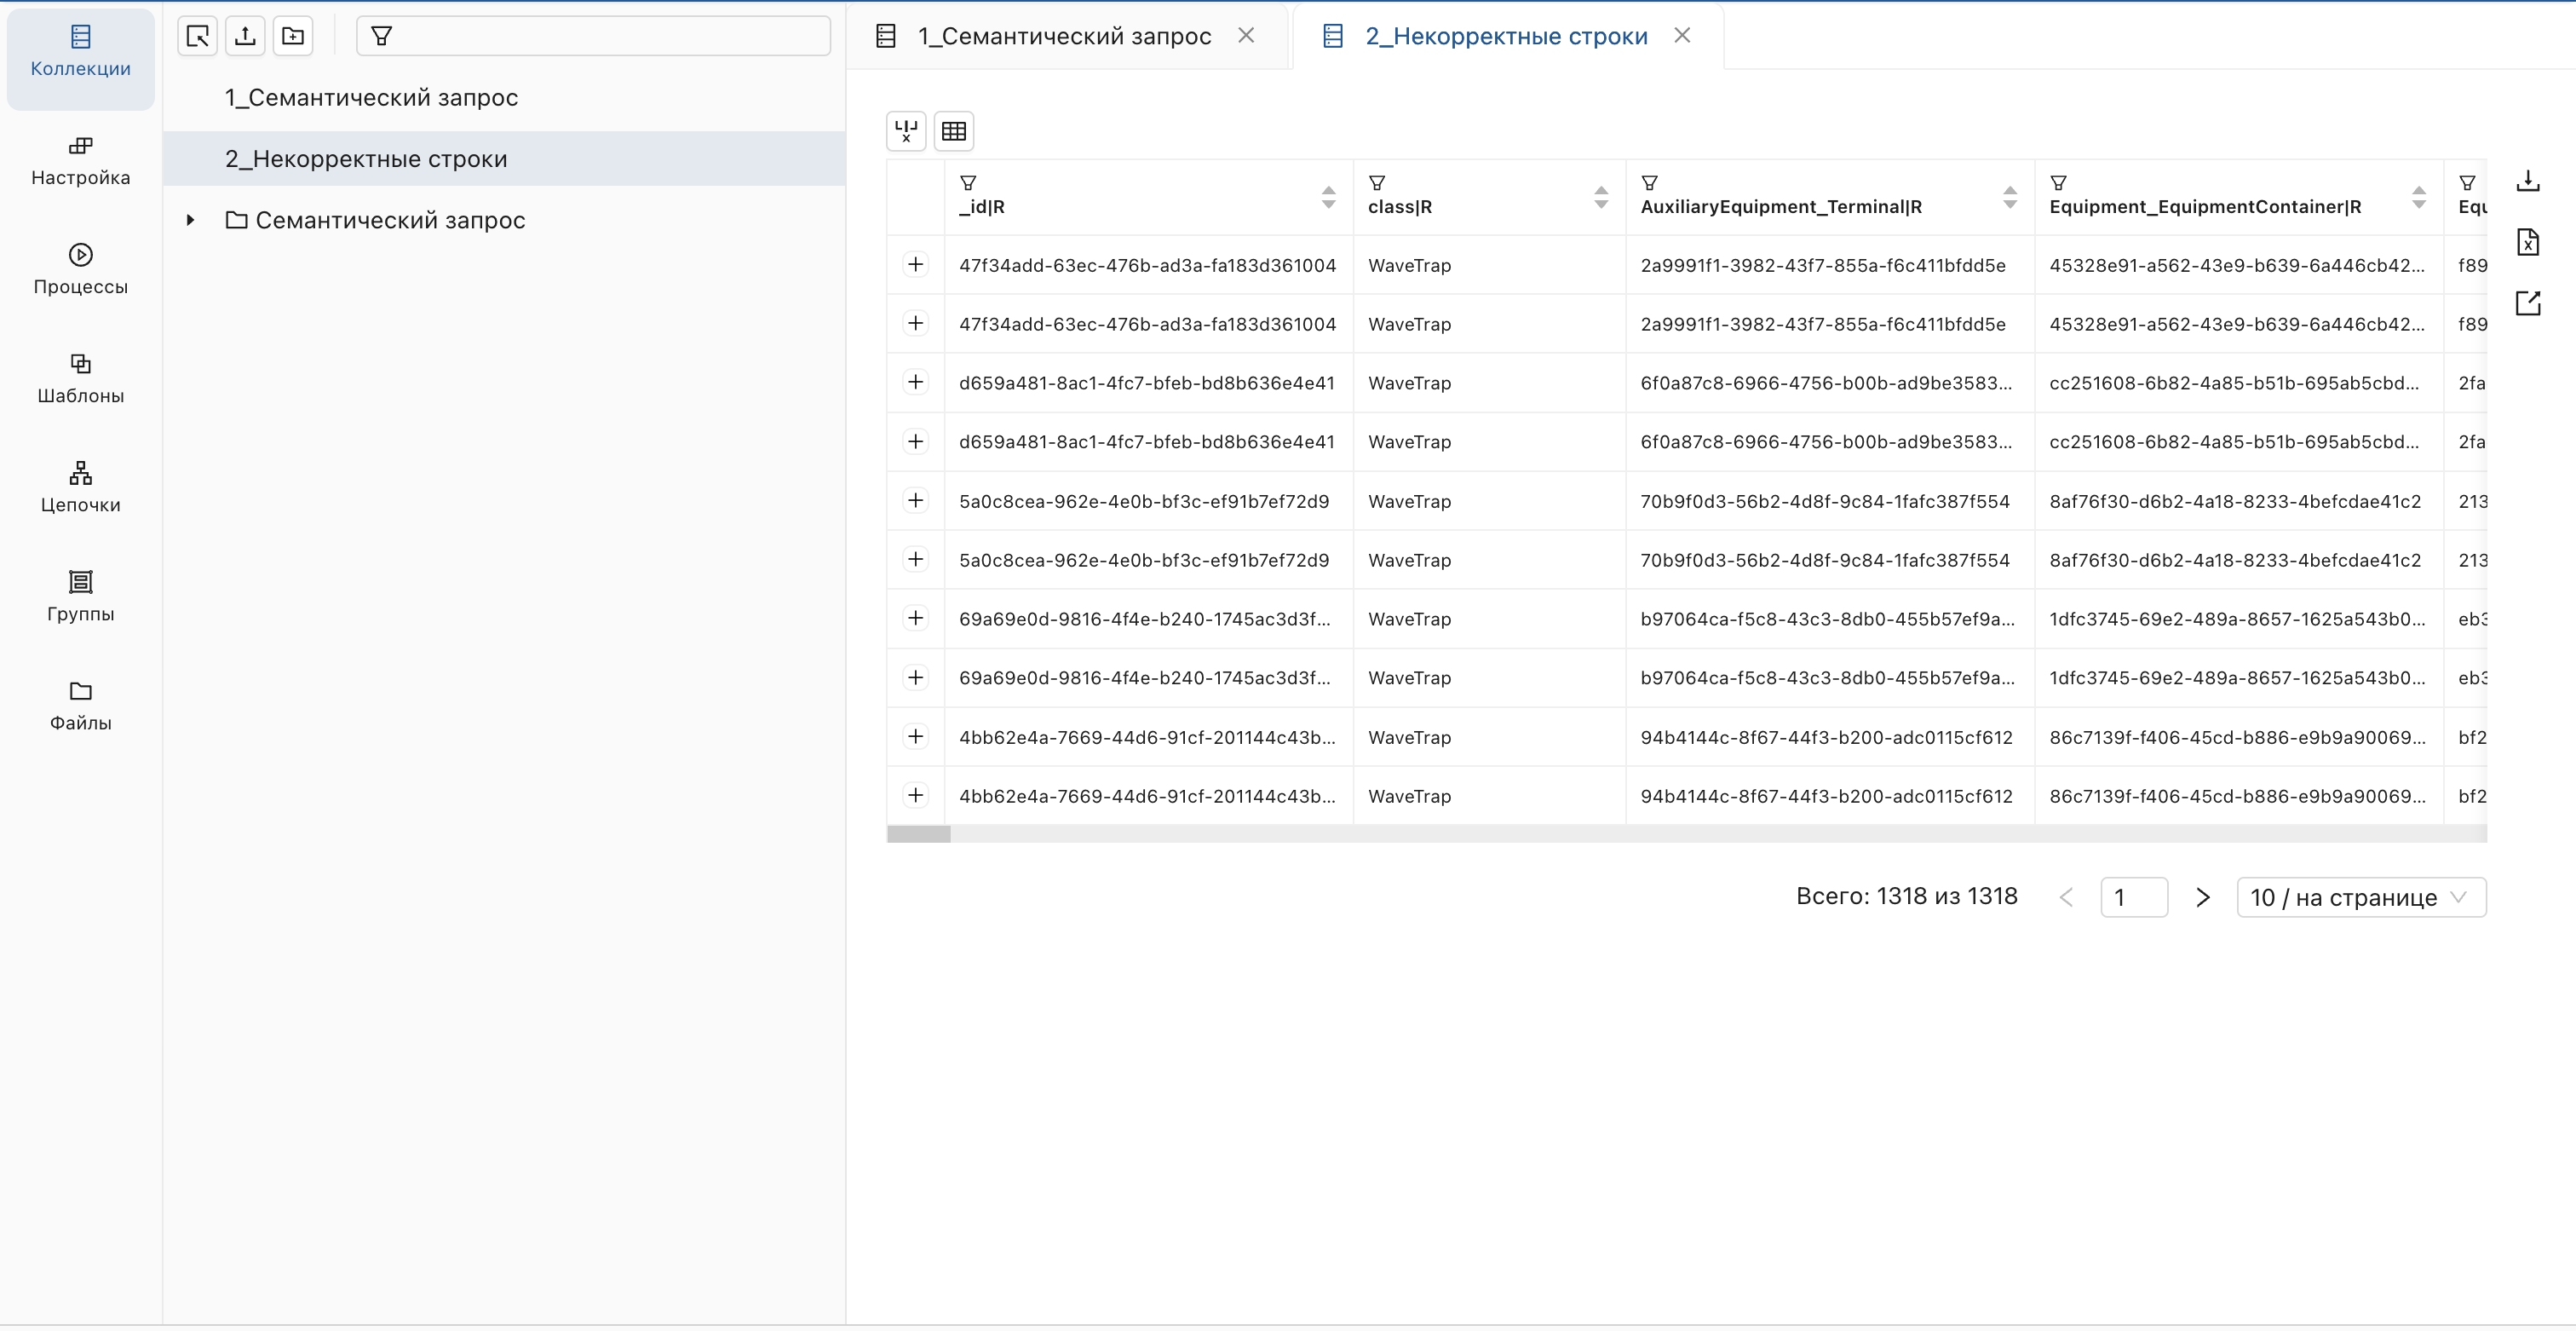 Коллекции
Настройка
Процессы
Шаблоны
Цепочки
Группы
Файлы
1_Семантический запрос
2_Некорректные строки
Семантический запрос
1_Семантический запрос
2_Некорректные строки
_id|R class|R AuxiliaryEquipment_Terminal|R Equipment_EquipmentContainer|R Equ
47f34add-63ec-476b-ad3a-fa183d361004 WaveTrap 2a9991f1-3982-43f7-855a-f6c411bfdd5e 45328e91-a562-43e9-b639-6a446cb42... f89
47f34add-63ec-476b-ad3a-fa183d361004 WaveTrap 2a9991f1-3982-43f7-855a-f6c411bfdd5e 45328e91-a562-43e9-b639-6a446cb42... f89
d659a481-8ac1-4fc7-bfeb-bd8b636e4e41 WaveTrap 6f0a87c8-6966-4756-b00b-ad9be3583... cc251608-6b82-4a85-b51b-695ab5cbd... 2fa
d659a481-8ac1-4fc7-bfeb-bd8b636e4e41 WaveTrap 6f0a87c8-6966-4756-b00b-ad9be3583... cc251608-6b82-4a85-b51b-695ab5cbd... 2fa
5a0c8cea-962e-4e0b-bf3c-ef91b7ef72d9 WaveTrap 70b9f0d3-56b2-4d8f-9c84-1fafc387f554 8af76f30-d6b2-4a18-8233-4befcdae41c2 213
5a0c8cea-962e-4e0b-bf3c-ef91b7ef72d9 WaveTrap 70b9f0d3-56b2-4d8f-9c84-1fafc387f554 8af76f30-d6b2-4a18-8233-4befcdae41c2 213
69a69e0d-9816-4f4e-b240-1745ac3d3f... WaveTrap b97064ca-f5c8-43c3-8db0-455b57ef9a... 1dfc3745-69e2-489a-8657-1625a543b0... eb3
69a69e0d-9816-4f4e-b240-1745ac3d3f... WaveTrap b97064ca-f5c8-43c3-8db0-455b57ef9a... 1dfc3745-69e2-489a-8657-1625a543b0... eb3
4bb62e4a-7669-44d6-91cf-201144c43b... WaveTrap 94b4144c-8f67-44f3-b200-adc0115cf612 86c7139f-f406-45cd-b886-e9b9a90069... bf2
4bb62e4a-7669-44d6-91cf-201144c43b... WaveTrap 94b4144c-8f67-44f3-b200-adc0115cf612 86c7139f-f406-45cd-b886-e9b9a90069... bf2
Всего: 1318 из 1318 1 10 / на странице